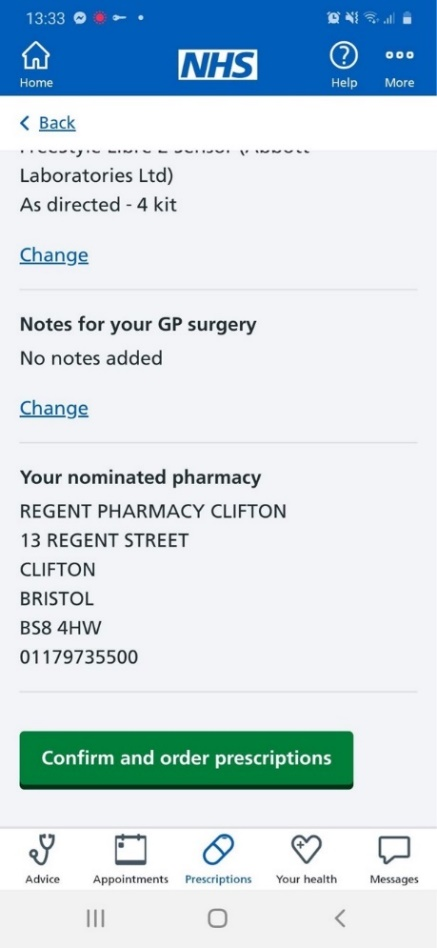 13:33
NHS
Home
Help
More
Back
Laboratories Ltd)
As directed - 4 kit
Change
Notes for your GP surgery
No notes added
Change
Your nominated pharmacy
REGENT PHARMACY CLIFTON
13 REGENT STREET
CLIFTON
BRISTOL
BS8 4HW
01179735500
Confirm and order prescriptions
Advice
Appointments
Prescriptions
Your health
Messages